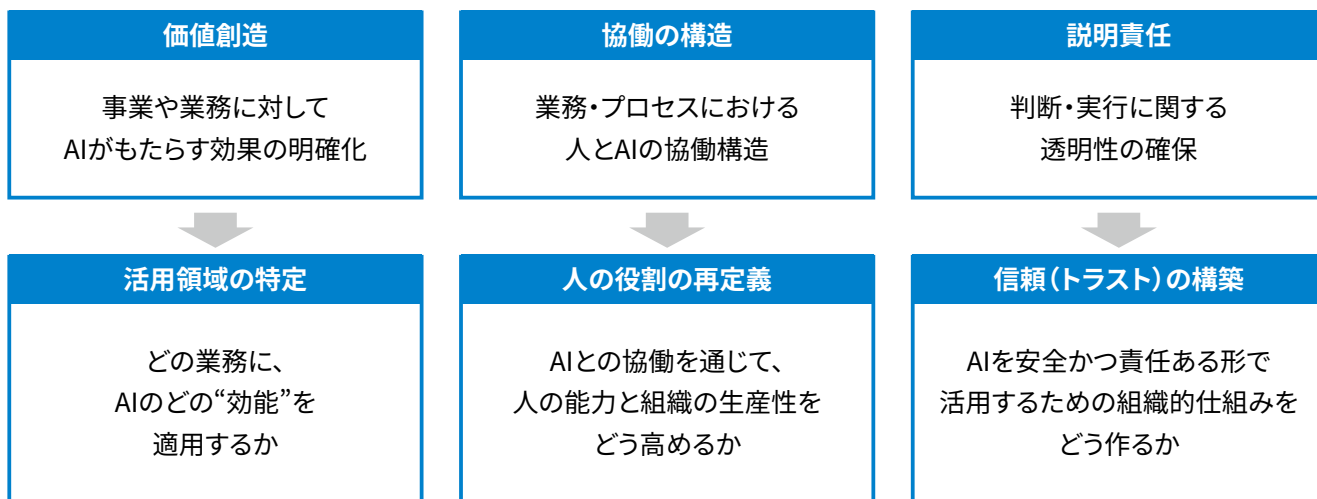 価値創造
事業や業務に対して
AIがもたらす効果の明確化
協働の構造
業務・プロセスにおける
人とAIの協働構造
説明責任
判断・実行に関する
透明性の確保
活用領域の特定
どの業務に、
AIのどの“効能”を
適用するか
人の役割の再定義
AIとの協働を通じて、
人の能力と組織の生産性を
どう高めるか
信頼（トラスト）の構築
AIを安全かつ責任ある形で
活用するための組織的仕組みを
どう作るか